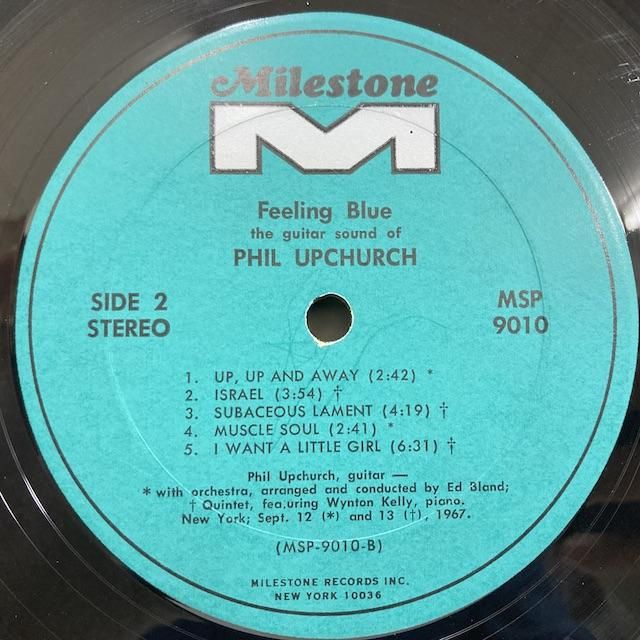 Milestone
M
Feeling Blue
the guitar sound of
PHIL UPCHURCH
SIDE 2
STEREO
MSP
9010
1. UP, UP AND AWAY (2:42) *
2. ISRAEL (3:54) †
3. SUBACEOUS LAMENT (4:19) †
4. MUSCLE SOUL (2:41) *
5. I WANT A LITTLE GIRL (6:31) †
Phil Upchurch, guitar —
* with orchestra, arranged and conducted by Ed Bland;
† Quintet, featuring Wynton Kelly, piano.
New York; Sept. 12 (*) and 13 (†), 1967.
(MSP-9010-B)
MILESTONE RECORDS INC.
NEW YORK 10036